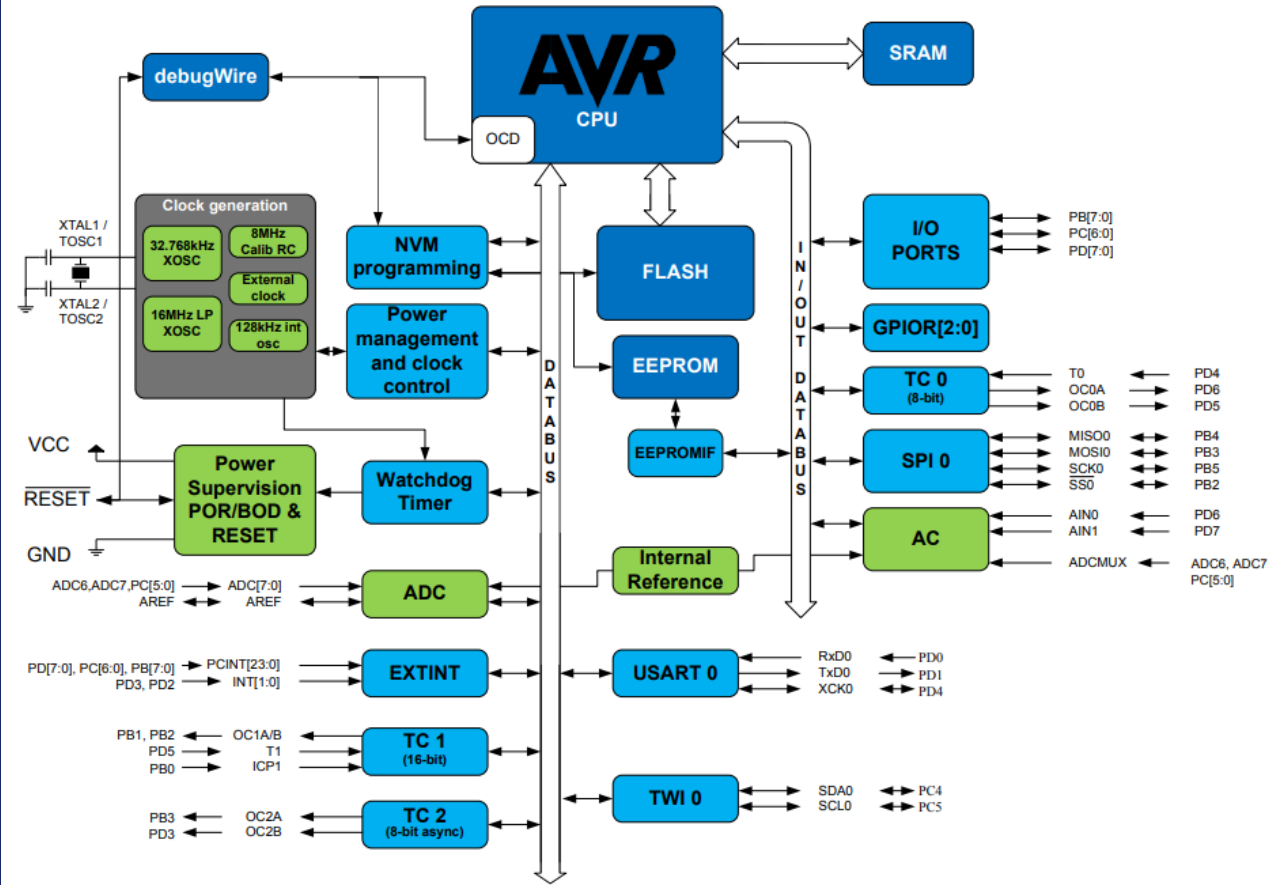 AVR
CPU
OCD
SRAM
debugWire
Clock generation
XTAL1 /
TOSC1
32.768kHz
XOSC
8MHz
Calib RC
External
clock
XTAL2 /
TOSC2
16MHz LP
XOSC
128kHz int
osc
NVM
programming
Power
management
and clock
control
FLASH
EEPROM
EEPROMIF
DATABUS
IN/OUT DATABUS
I/O
PORTS
PB[7:0]
PC[6:0]
PD[7:0]
GPIOR[2:0]
TC 0
(8-bit)
T0 PD4
OC0A PD6
OC0B PD5
SPI 0
MISO0 PB4
MOSI0 PB3
SCK0 PB5
SS0 PB2
AC
AIN0 PD6
AIN1 PD7
ADCMUX ADC6, ADC7
PC[5:0]
VCC
RESET
GND
Power
Supervision
POR/BOD &
RESET
Watchdog
Timer
Internal
Reference
ADC6,ADC7,PC[5:0] ADC[7:0]
AREF AREF
ADC
PD[7:0], PC[6:0], PB[7:0] PCINT[23:0]
PD3, PD2 INT[1:0]
EXTINT
USART 0
RxD0 PD0
TxD0 PD1
XCK0 PD4
PB1, PB2 OC1A/B
PD5 T1
PB0 ICP1
TC 1
(16-bit)
TWI 0
SDA0 PC4
SCL0 PC5
PB3 OC2A
PD3 OC2B
TC 2
(8-bit async)